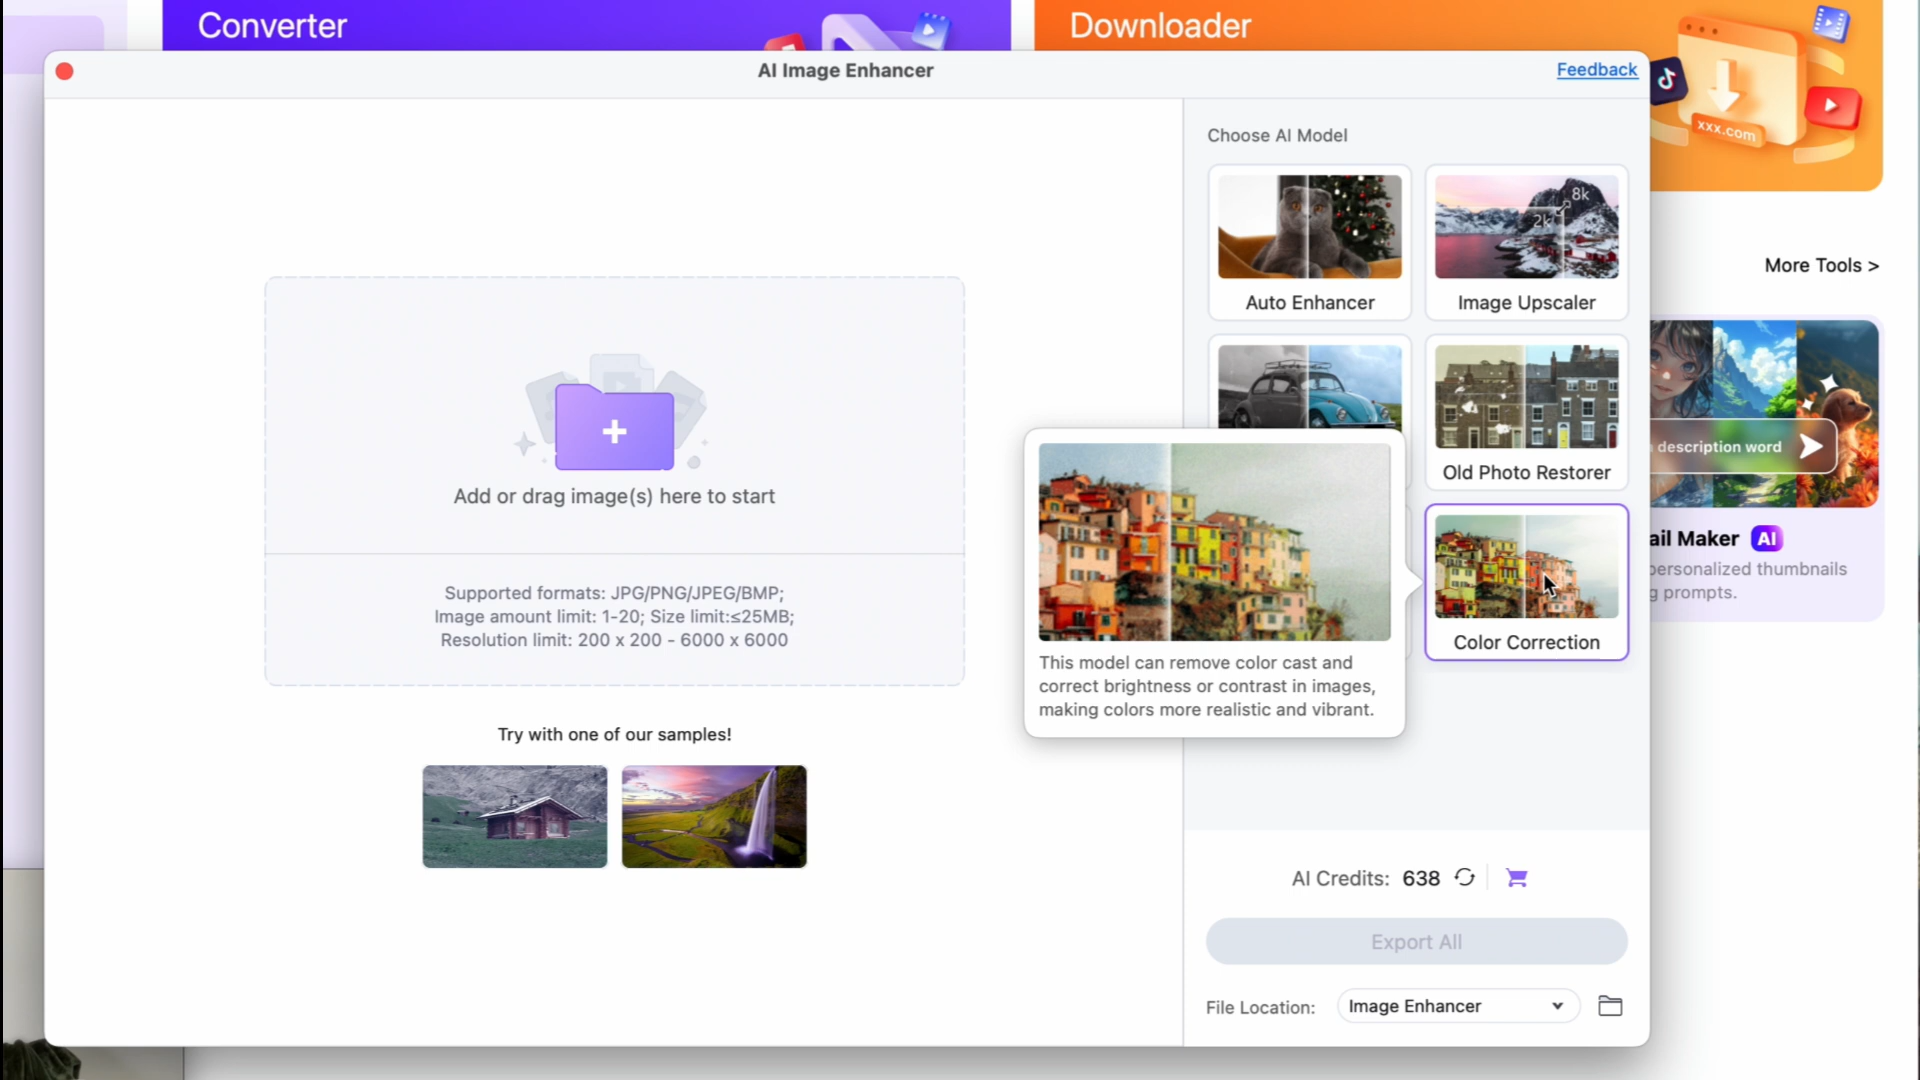 Converter
Downloader
AI Image Enhancer
Feedback
xxx.com
Choose AI Model
8k
2k
Auto Enhancer
Image Upscaler
More Tools >
Old Photo Restorer
description word
Add or drag image(s) here to start
Supported formats: JPG/PNG/JPEG/BMP;
Image amount limit: 1-20; Size limit:≤25MB;
Resolution limit: 200 x 200 - 6000 x 6000
ail Maker AI
personalized thumbnails
g prompts.
Color Correction
This model can remove color cast and
correct brightness or contrast in images,
making colors more realistic and vibrant.
Try with one of our samples!
AI Credits: 638
Export All
File Location: Image Enhancer